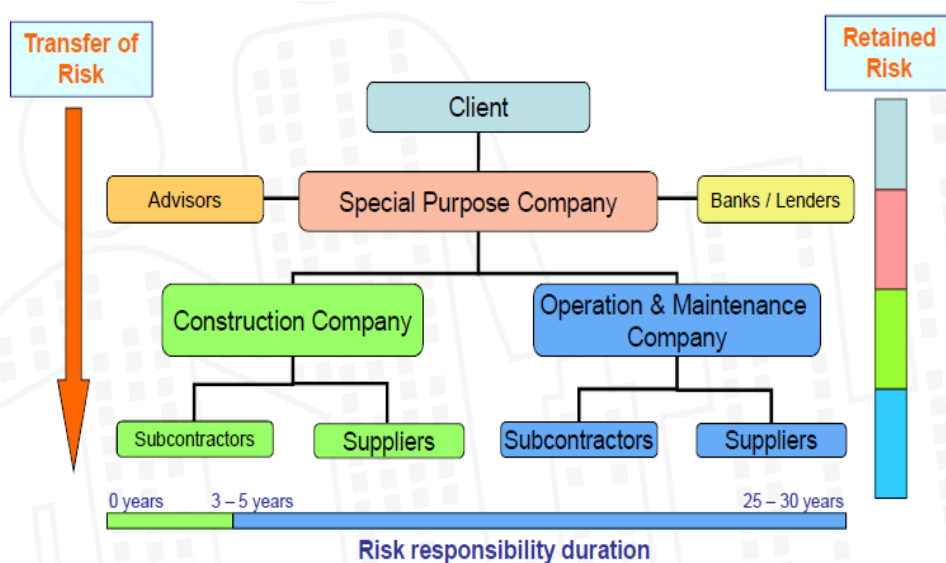 Transfer of
Risk
Retained
Risk
Client
Advisors
Special Purpose Company
Banks / Lenders
Construction Company
Operation & Maintenance
Company
Subcontractors
Suppliers
Subcontractors
Suppliers
0 years
3 – 5 years
25 – 30 years
Risk responsibility duration